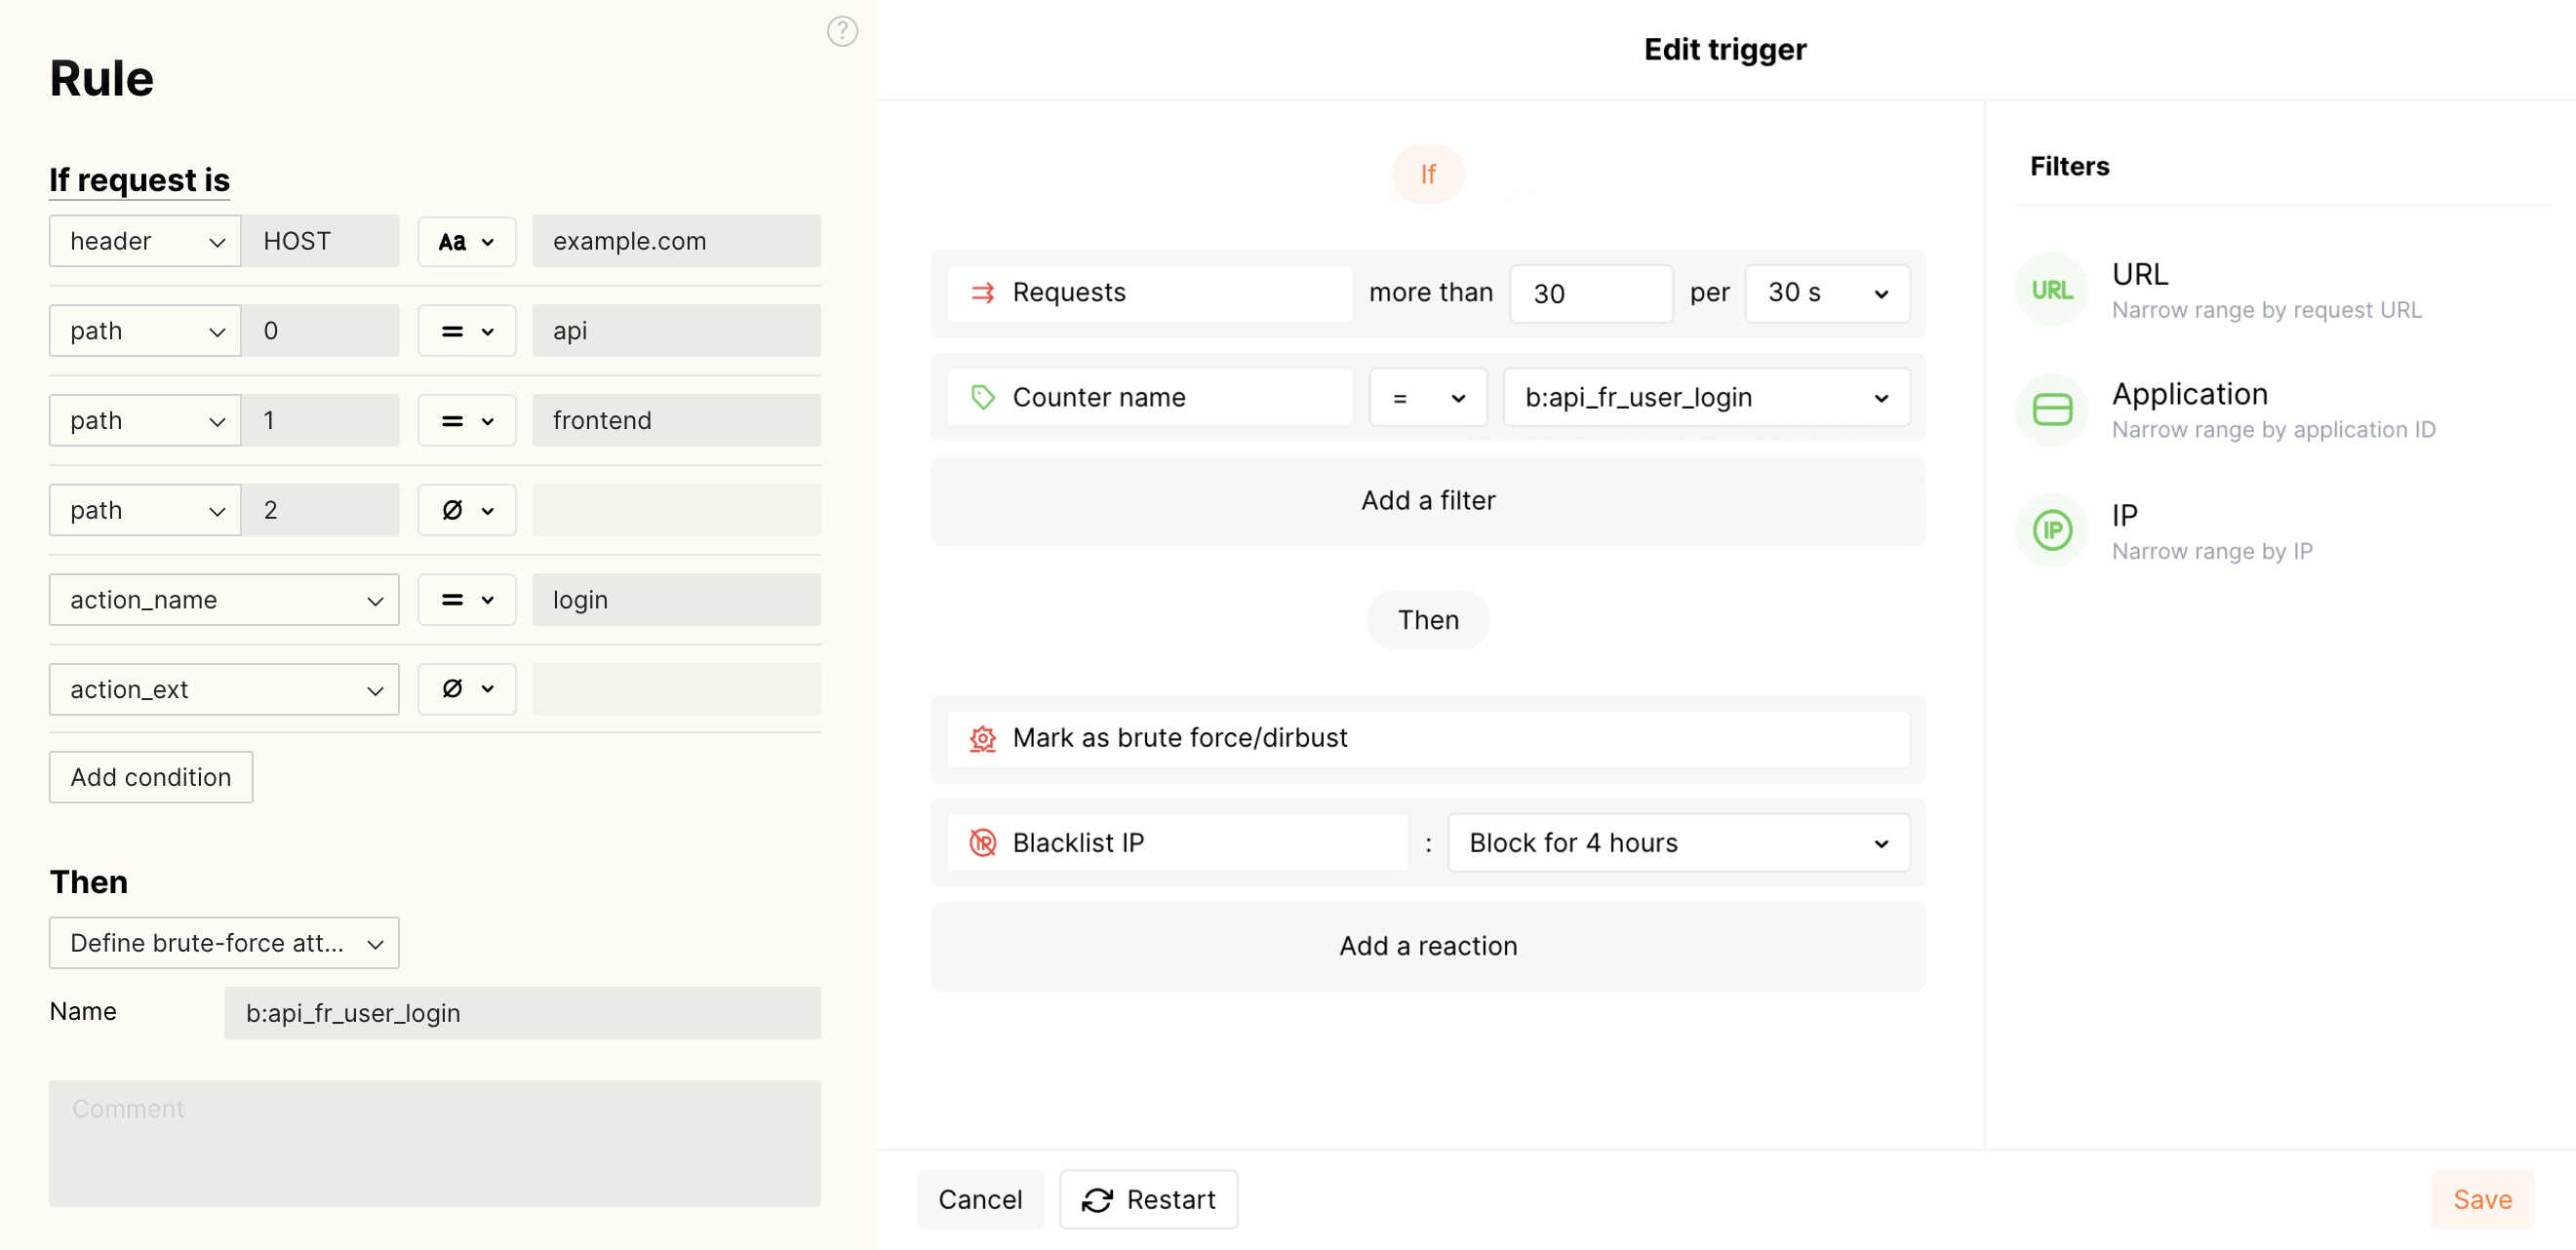 ?
Rule
If request is
header HOST Aa example.com
path 0 = api
path 1 = frontend
path 2 Ø
action_name = login
action_ext Ø
Add condition
Then
Define brute-force att...
Name b:api_fr_user_login
Comment
Edit trigger
If
Requests more than 30 per 30 s
Counter name = b:api_fr_user_login
Add a filter
Then
Mark as brute force/dirbust
IP Blacklist IP : Block for 4 hours
Add a reaction
Cancel Restart Save
Filters
URL URL
Narrow range by request URL
Application
Narrow range by application ID
IP IP
Narrow range by IP